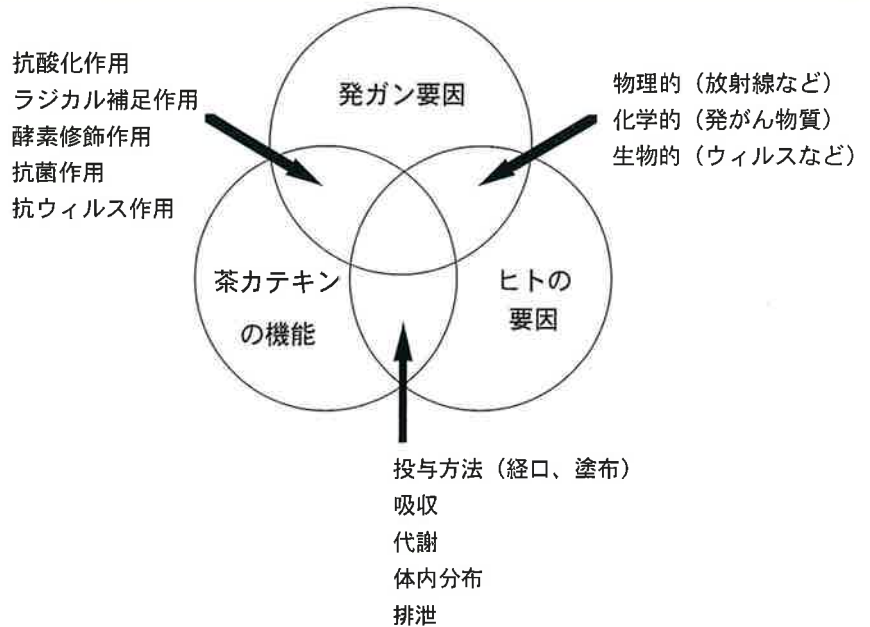 抗酸化作用
ラジカル補足作用
酵素修飾作用
抗菌作用
抗ウィルス作用
発ガン要因
物理的（放射線など）
化学的（発がん物質）
生物的（ウィルスなど）
茶カテキン
の機能
ヒトの
要因
投与方法（経口、塗布）
吸収
代謝
体内分布
排泄